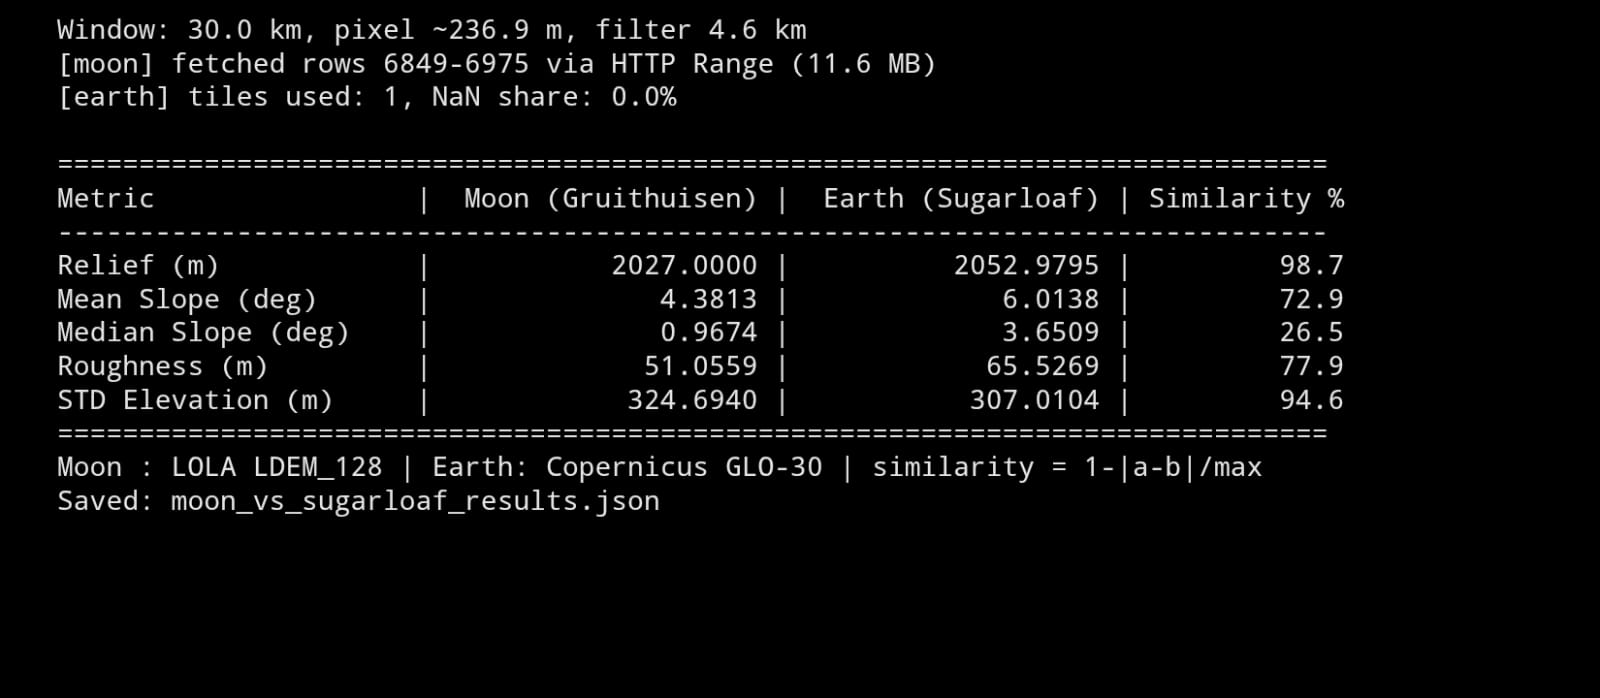 Window: 30.0 km, pixel ~236.9 m, filter 4.6 km
[moon] fetched rows 6849-6975 via HTTP Range (11.6 MB)
[earth] tiles used: 1, NaN share: 0.0%
==============================================================================
Metric                |  Moon (Gruithuisen) |  Earth (Sugarloaf) | Similarity %
------------------------------------------------------------------------------
Relief (m)            |           2027.0000 |          2052.9795 |         98.7
Mean Slope (deg)      |              4.3813 |             6.0138 |         72.9
Median Slope (deg)    |              0.9674 |             3.6509 |         26.5
Roughness (m)         |             51.0559 |            65.5269 |         77.9
STD Elevation (m)     |            324.6940 |           307.0104 |         94.6
==============================================================================
Moon : LOLA LDEM_128 | Earth: Copernicus GLO-30 | similarity = 1-|a-b|/max
Saved: moon_vs_sugarloaf_results.json